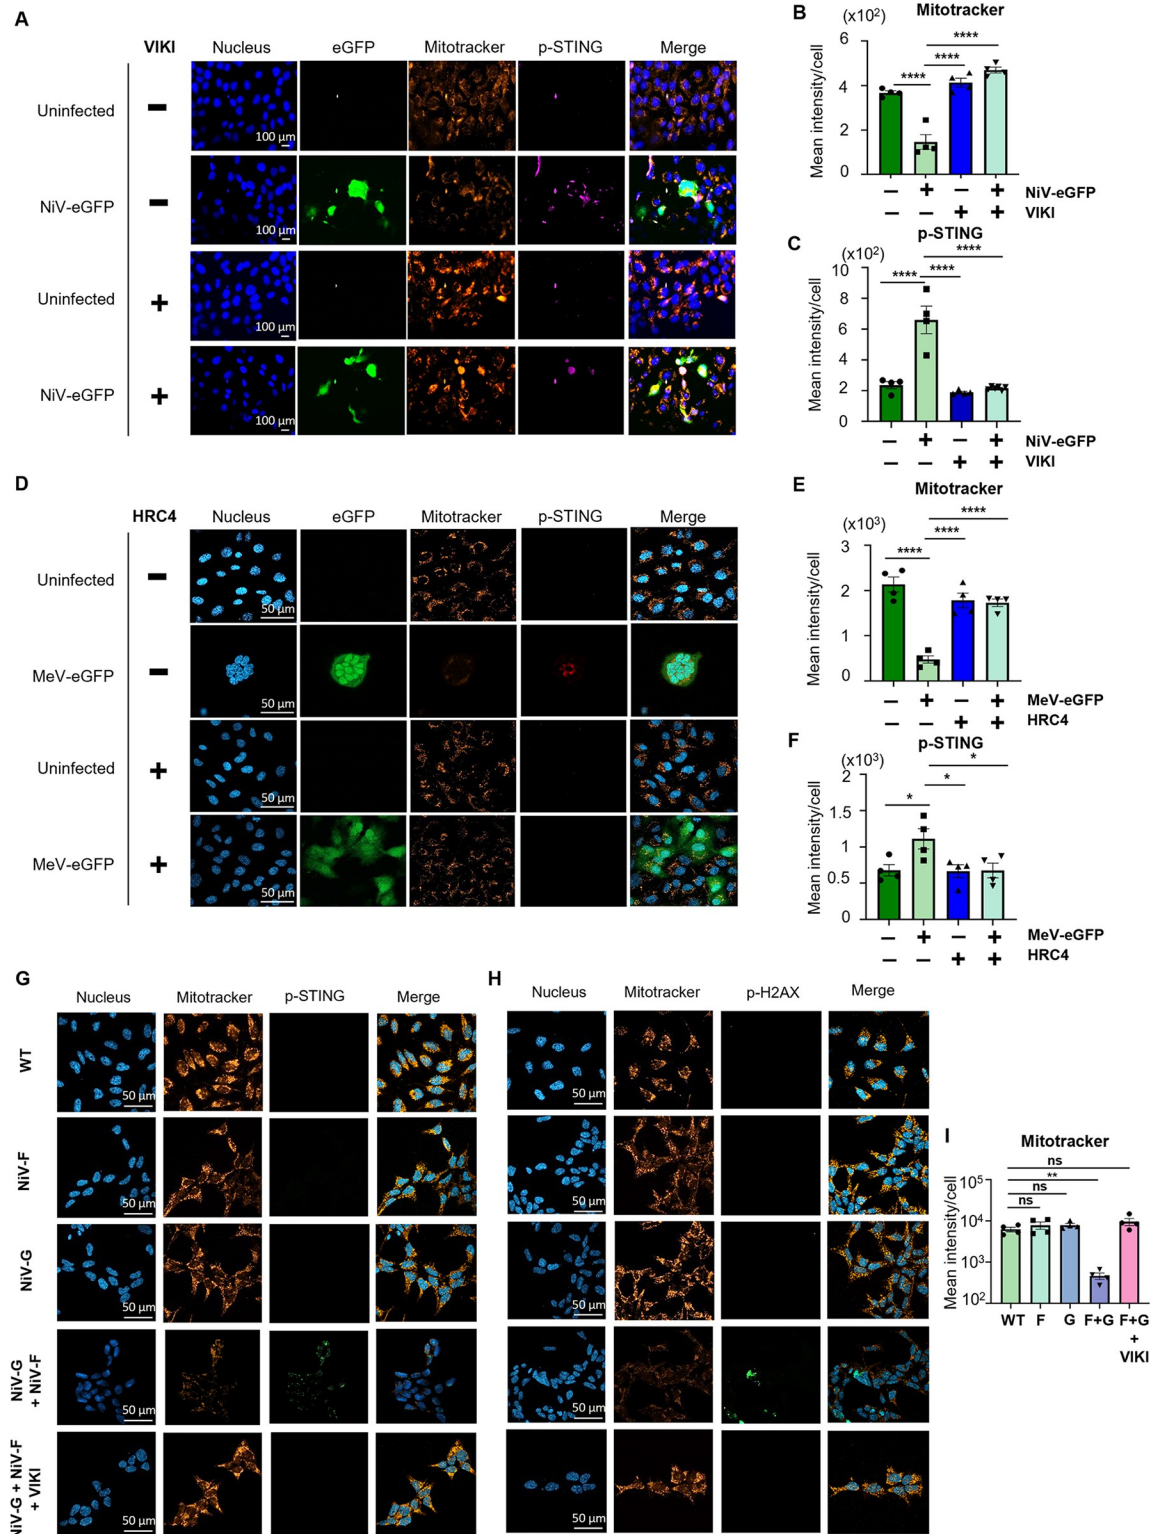 A
VIKI Nucleus eGFP Mitotracker p-STING Merge
Uninfected − 100 µm
NiV-eGFP − 100 µm
Uninfected + 100 µm
NiV-eGFP + 100 µm
B
Mitotracker
(x10²)
Mean intensity/cell
6
4
2
0
**** **** ****
− + − + NiV-eGFP
− − + + VIKI
C
p-STING
(x10²)
Mean intensity/cell
10
8
6
4
2
0
**** **** ****
− + − + NiV-eGFP
− − + + VIKI
D
HRC4 Nucleus eGFP Mitotracker p-STING Merge
Uninfected − 50 µm
MeV-eGFP − 50 µm
Uninfected + 50 µm
MeV-eGFP + 50 µm
E
Mitotracker
(x10³)
Mean intensity/cell
3
2
1
0
**** **** ****
− + − + MeV-eGFP
− − + + HRC4
F
p-STING
(x10³)
Mean intensity/cell
2
1.5
1
0.5
0
* * *
− + − + MeV-eGFP
− − + + HRC4
G
Nucleus Mitotracker p-STING Merge
WT 50 µm
NiV-F 50 µm
NiV-G 50 µm
NiV-G
+ NiV-F 50 µm
NiV-G + NiV-F
+ VIKI 50 µm
H
Nucleus Mitotracker p-H2AX Merge
50 µm
50 µm
50 µm
50 µm
50 µm
I
Mitotracker
Mean intensity/cell
10⁵
10⁴
10³
10²
ns
**
ns
ns
WT F G F+G F+G
+
VIKI